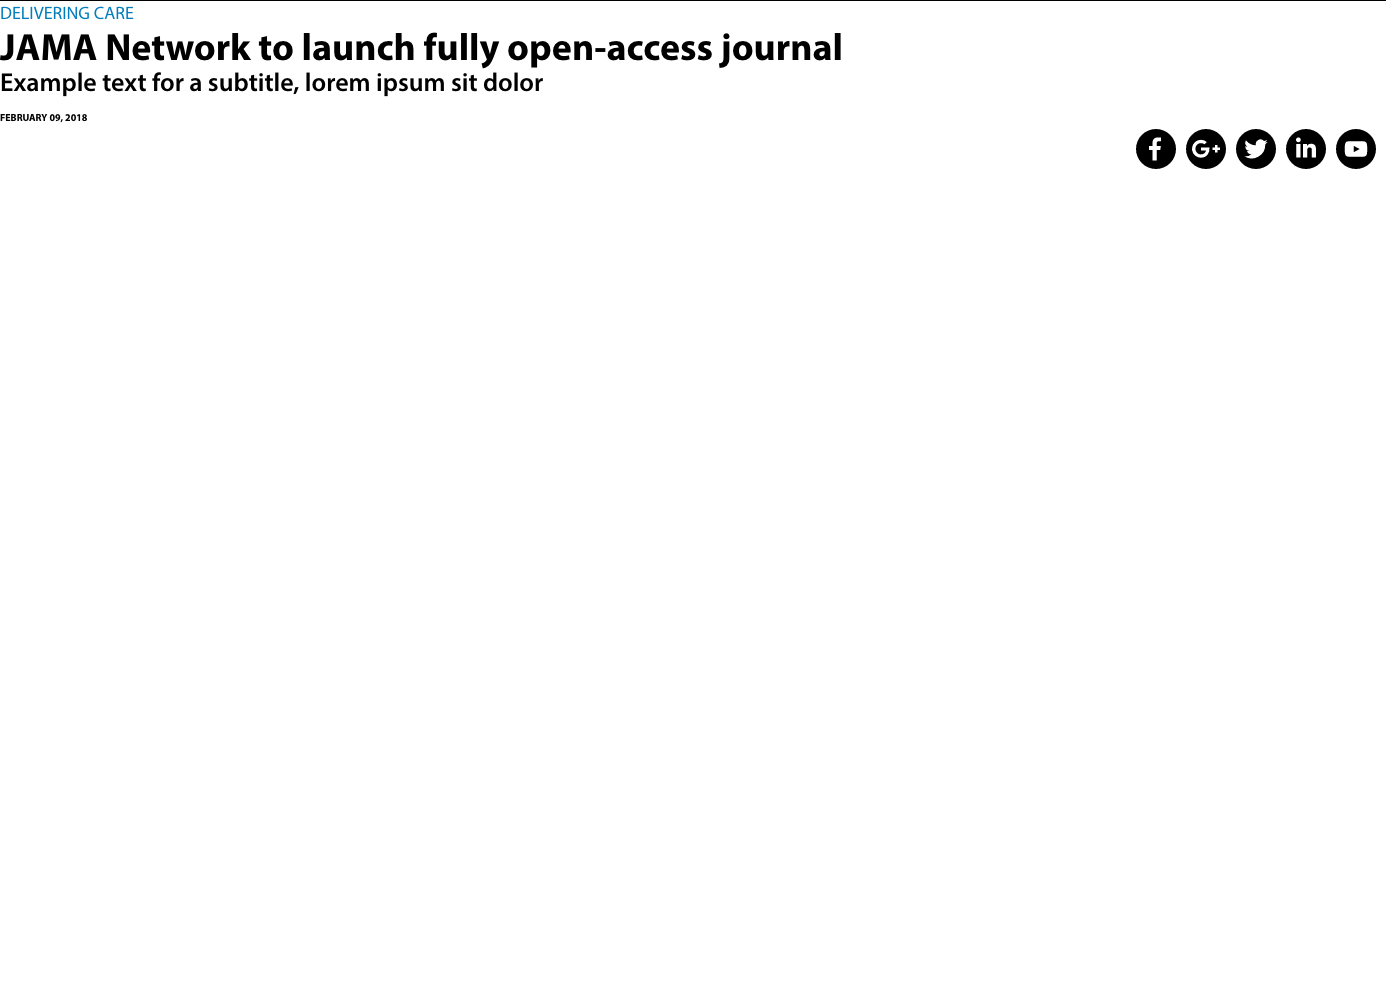 DELIVERING CARE
JAMA Network to launch fully open-access journal
Example text for a subtitle, lorem ipsum sit dolor
FEBRUARY 09, 2018